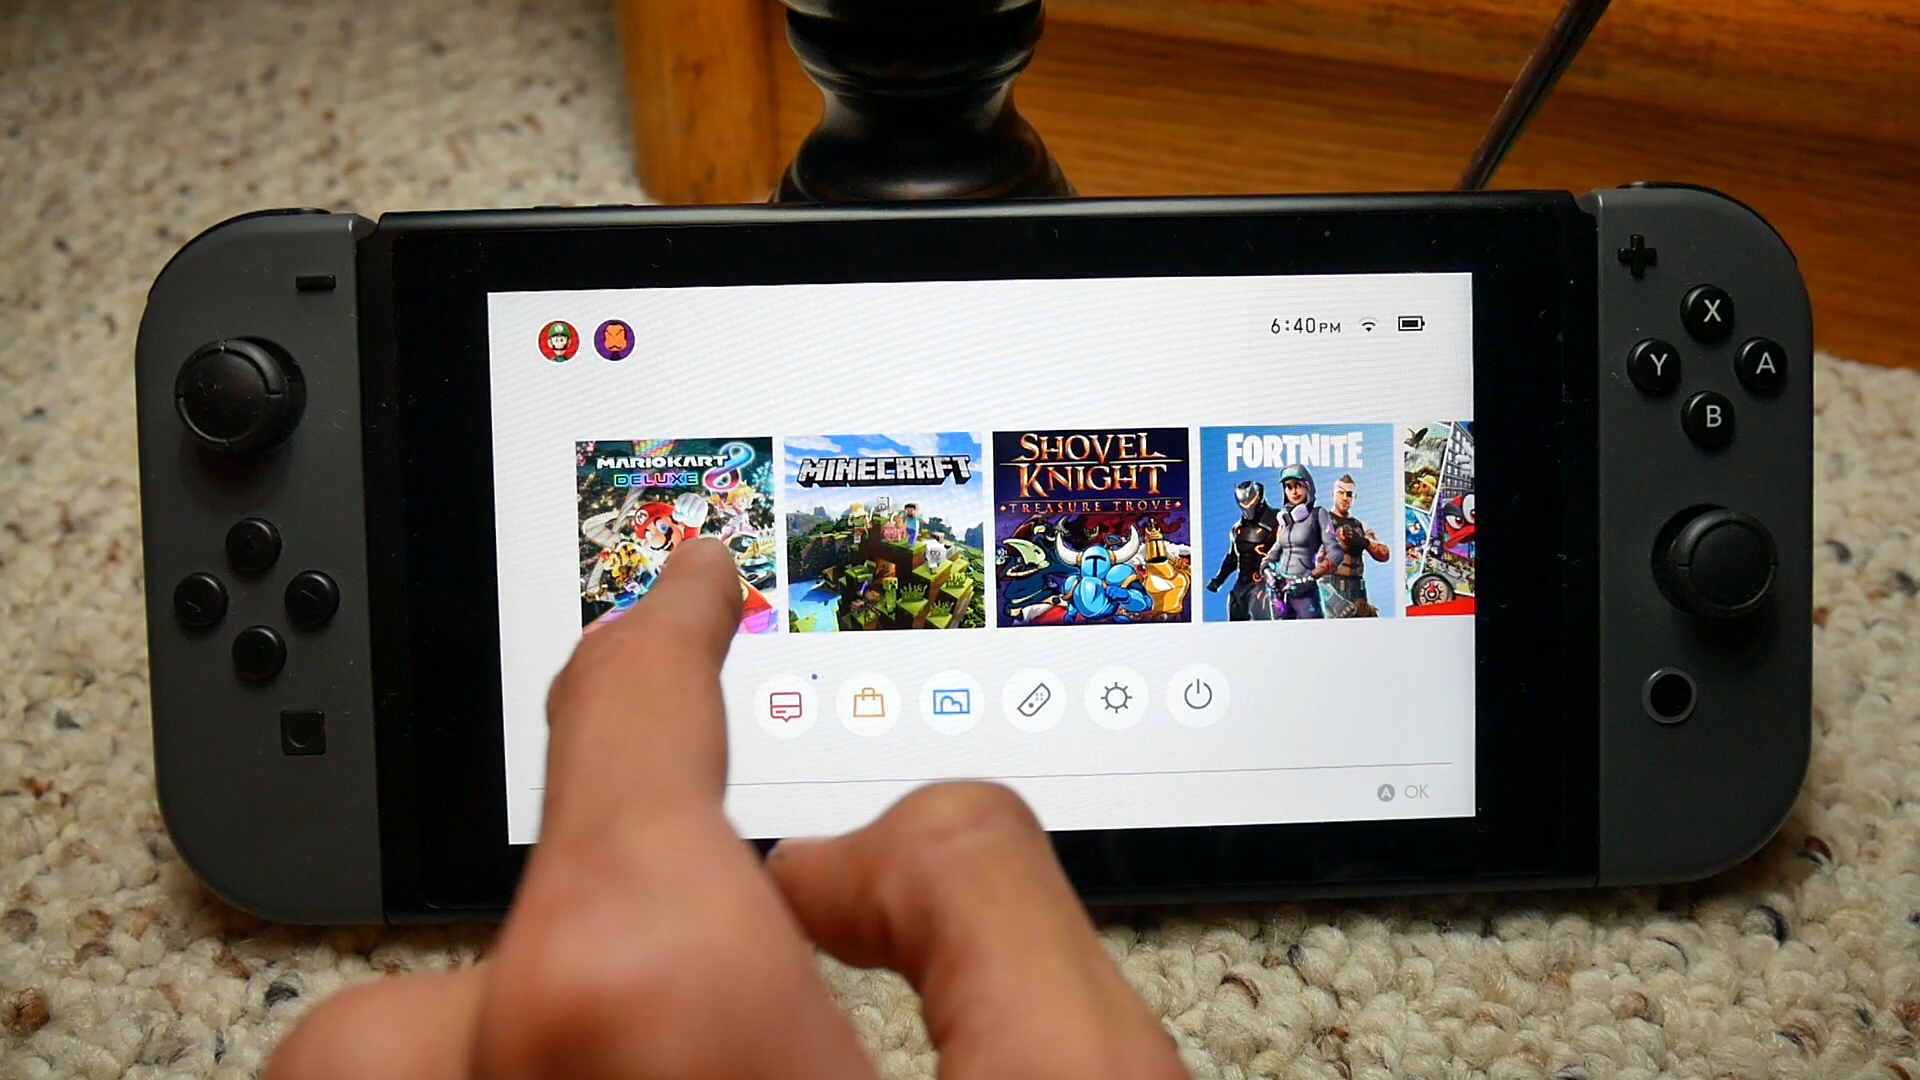 6:40PM
MARIOKART 8
DELUXE
MINECRAFT
SHOVEL
KNIGHT
TREASURE TROVE
FORTNITE
A OK
X
Y
A
B